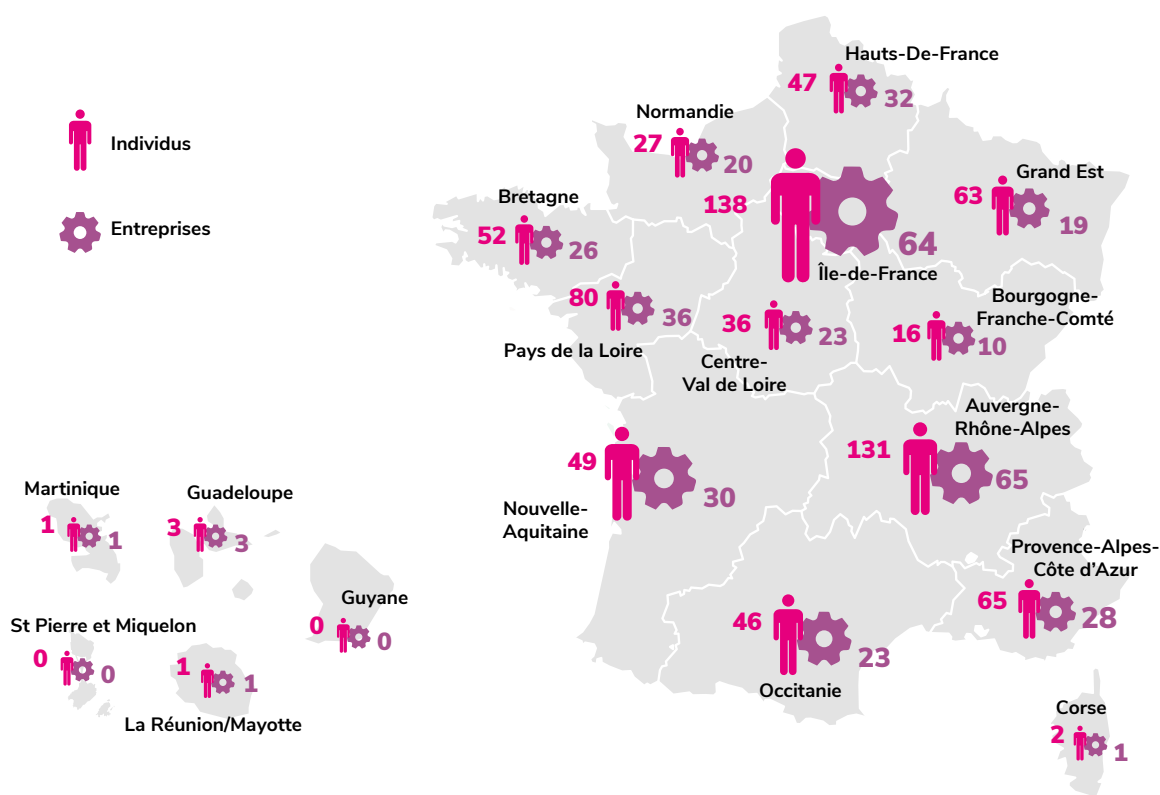 Individus
Entreprises
Hauts-De-France
47
32
Normandie
27
20
Île-de-France
138
64
Grand Est
63
19
Bretagne
52
26
Pays de la Loire
80
36
Centre-
Val de Loire
36
23
Bourgogne-
Franche-Comté
16
10
Auvergne-
Rhône-Alpes
131
65
Nouvelle-
Aquitaine
49
30
Provence-Alpes-
Côte d'Azur
65
28
Occitanie
46
23
Corse
2
1
Martinique
1
1
Guadeloupe
3
3
Guyane
0
0
St Pierre et Miquelon
0
0
La Réunion/Mayotte
1
1